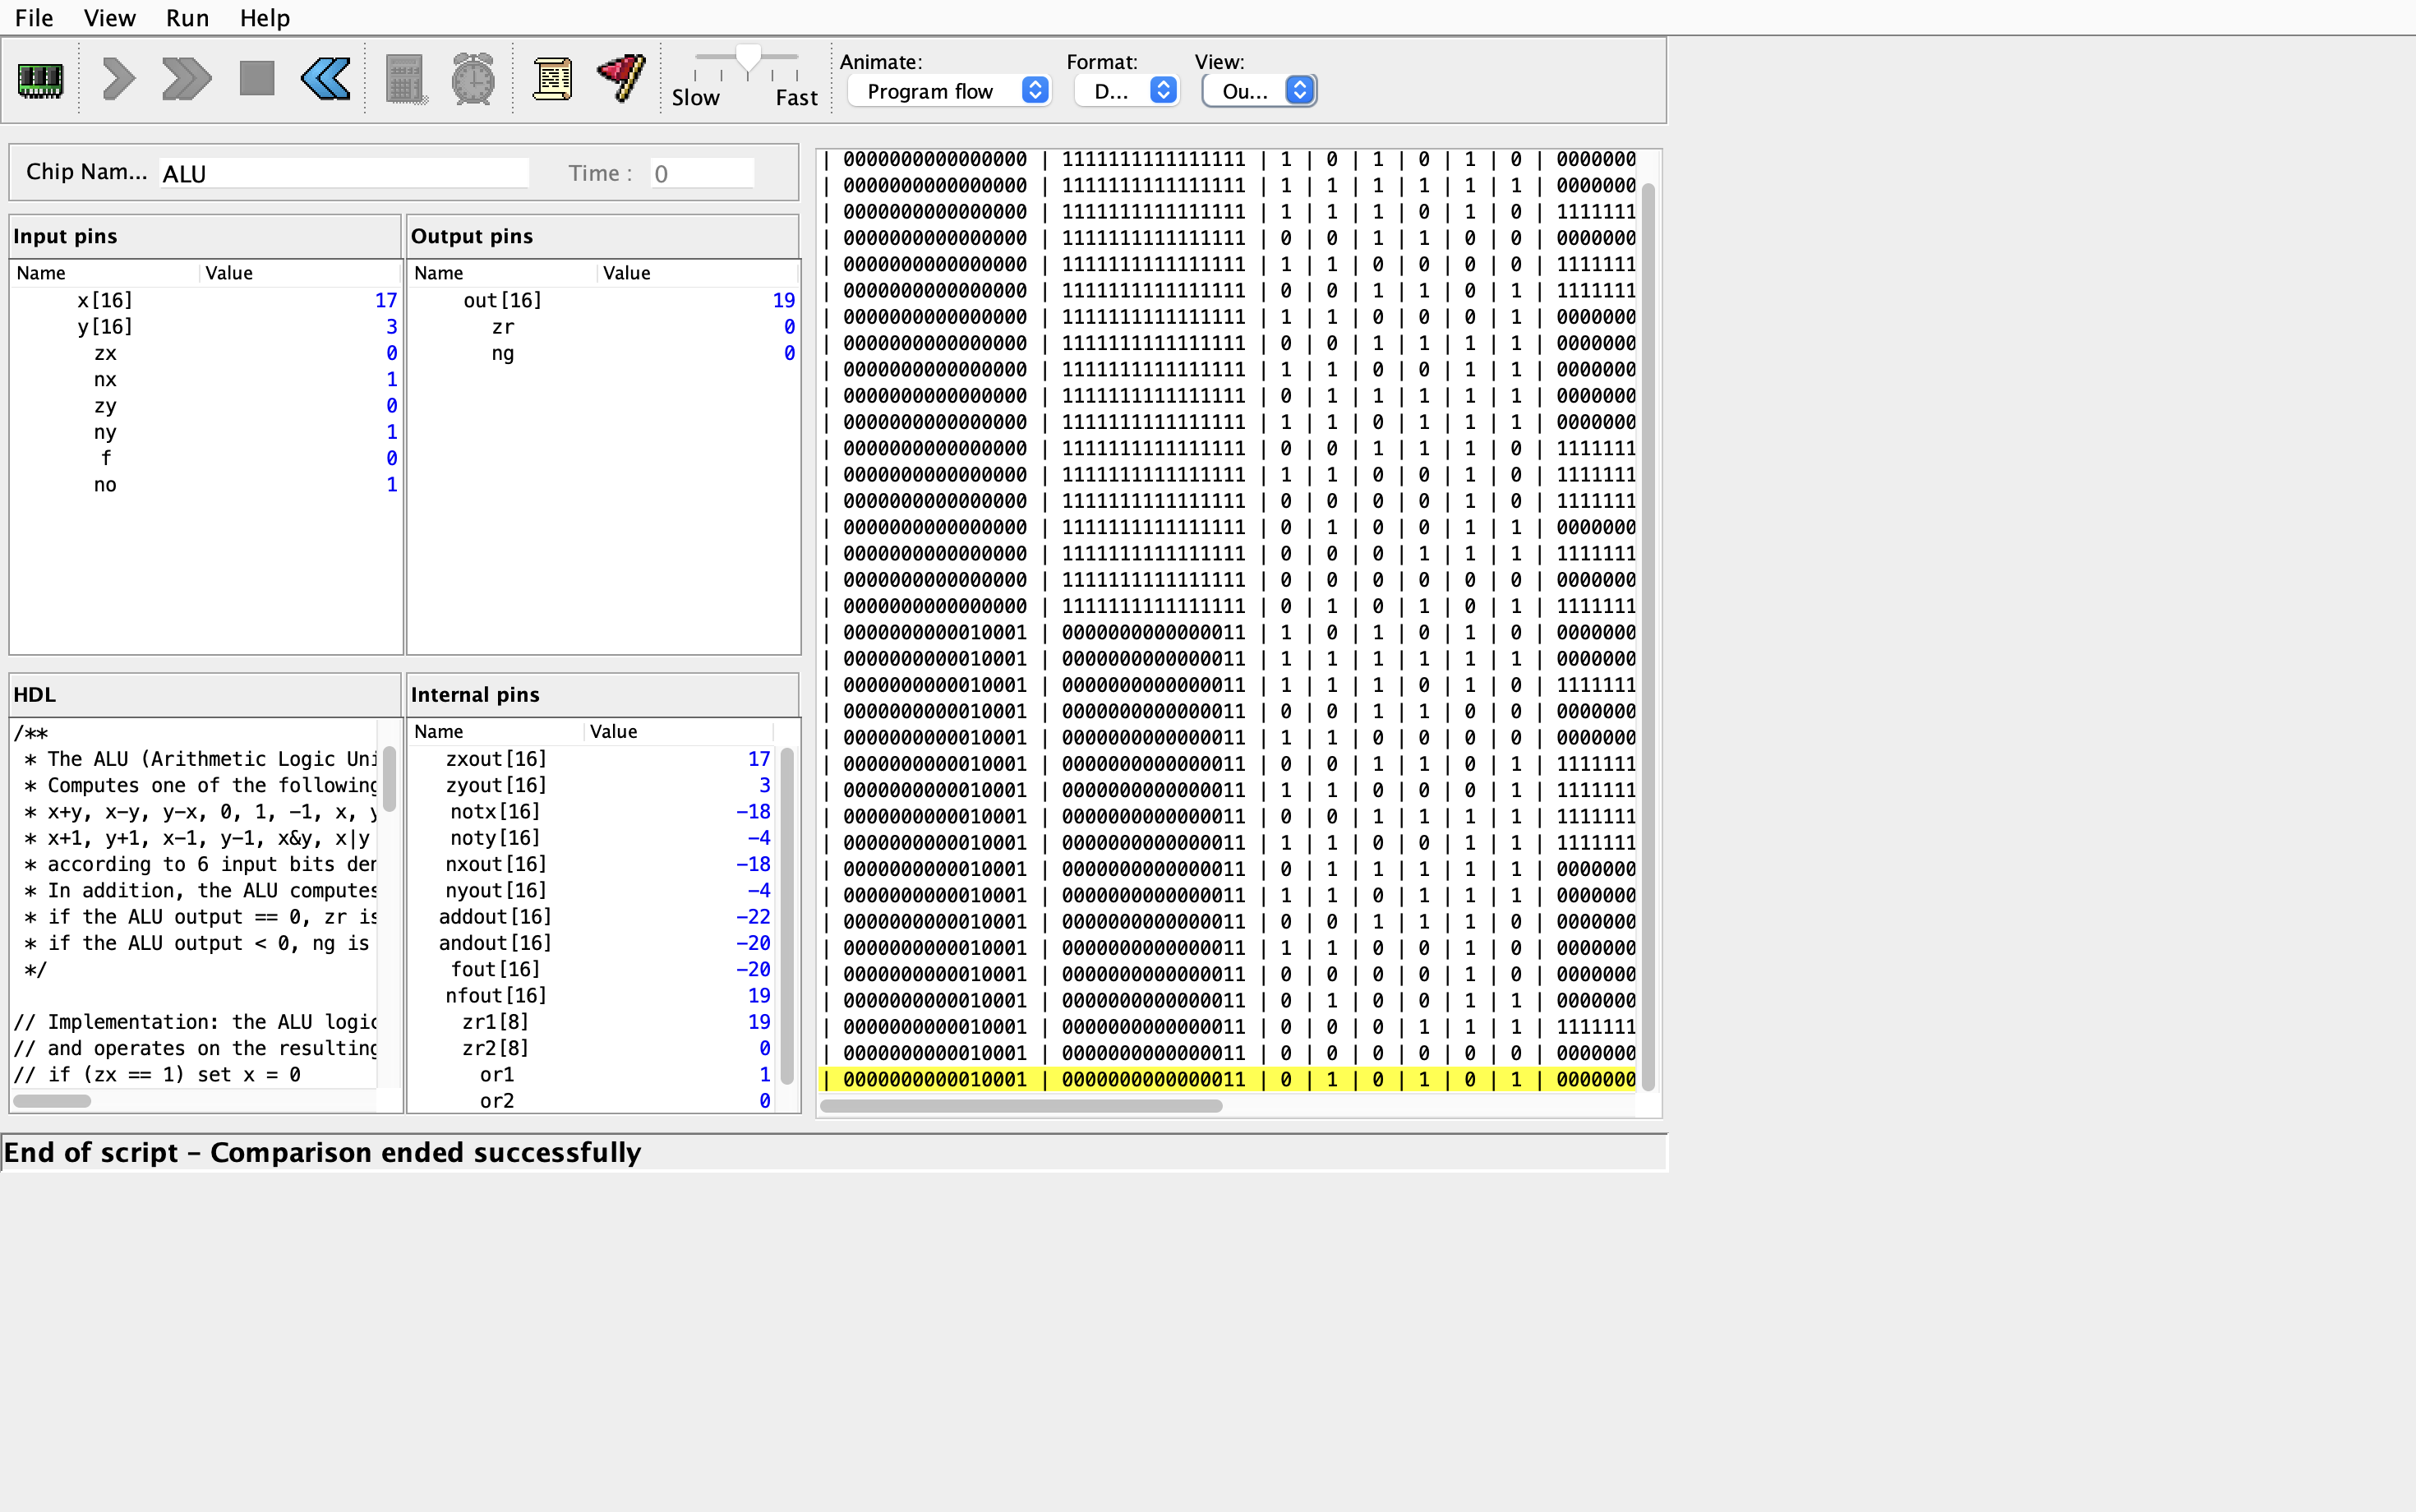 File View Run Help
Animate: Format: View:
Slow Fast Program flow D... Ou...
Chip Nam... ALU Time : 0
Input pins
Name Value
x[16] 17
y[16] 3
zx 0
nx 1
zy 0
ny 1
f 0
no 1
Output pins
Name Value
out[16] 19
zr 0
ng 0
HDL
/**
* The ALU (Arithmetic Logic Uni
* Computes one of the following
* x+y, x-y, y-x, 0, 1, -1, x, y
* x+1, y+1, x-1, y-1, x&y, x|y
* according to 6 input bits den
* In addition, the ALU computes
* if the ALU output == 0, zr is
* if the ALU output < 0, ng is
*/
// Implementation: the ALU logic
// and operates on the resulting
// if (zx == 1) set x = 0
Internal pins
Name Value
zxout[16] 17
zyout[16] 3
notx[16] -18
noty[16] -4
nxout[16] -18
nyout[16] -4
addout[16] -22
andout[16] -20
fout[16] -20
nfout[16] 19
zr1[8] 19
zr2[8] 0
or1 1
or2 0
| 0000000000000000 | 1111111111111111 | 1 | 0 | 1 | 0 | 1 | 0 | 0000000
| 0000000000000000 | 1111111111111111 | 1 | 1 | 1 | 1 | 1 | 1 | 0000000
| 0000000000000000 | 1111111111111111 | 1 | 1 | 1 | 0 | 1 | 0 | 1111111
| 0000000000000000 | 1111111111111111 | 0 | 0 | 1 | 1 | 0 | 0 | 0000000
| 0000000000000000 | 1111111111111111 | 1 | 1 | 0 | 0 | 0 | 0 | 1111111
| 0000000000000000 | 1111111111111111 | 0 | 0 | 1 | 1 | 0 | 1 | 1111111
| 0000000000000000 | 1111111111111111 | 1 | 1 | 0 | 0 | 0 | 1 | 0000000
| 0000000000000000 | 1111111111111111 | 0 | 0 | 1 | 1 | 1 | 1 | 0000000
| 0000000000000000 | 1111111111111111 | 1 | 1 | 0 | 0 | 1 | 1 | 0000000
| 0000000000000000 | 1111111111111111 | 0 | 1 | 1 | 1 | 1 | 1 | 0000000
| 0000000000000000 | 1111111111111111 | 1 | 1 | 0 | 1 | 1 | 1 | 0000000
| 0000000000000000 | 1111111111111111 | 0 | 0 | 1 | 1 | 1 | 0 | 1111111
| 0000000000000000 | 1111111111111111 | 1 | 1 | 0 | 0 | 1 | 0 | 1111111
| 0000000000000000 | 1111111111111111 | 0 | 0 | 0 | 0 | 1 | 0 | 1111111
| 0000000000000000 | 1111111111111111 | 0 | 1 | 0 | 0 | 1 | 1 | 0000000
| 0000000000000000 | 1111111111111111 | 0 | 0 | 0 | 1 | 1 | 1 | 1111111
| 0000000000000000 | 1111111111111111 | 0 | 0 | 0 | 0 | 0 | 0 | 0000000
| 0000000000000000 | 1111111111111111 | 0 | 1 | 0 | 1 | 0 | 1 | 1111111
| 0000000000010001 | 0000000000000011 | 1 | 0 | 1 | 0 | 1 | 0 | 0000000
| 0000000000010001 | 0000000000000011 | 1 | 1 | 1 | 1 | 1 | 1 | 0000000
| 0000000000010001 | 0000000000000011 | 1 | 1 | 1 | 0 | 1 | 0 | 1111111
| 0000000000010001 | 0000000000000011 | 0 | 0 | 1 | 1 | 0 | 0 | 0000000
| 0000000000010001 | 0000000000000011 | 1 | 1 | 0 | 0 | 0 | 0 | 0000000
| 0000000000010001 | 0000000000000011 | 0 | 0 | 1 | 1 | 0 | 1 | 1111111
| 0000000000010001 | 0000000000000011 | 1 | 1 | 0 | 0 | 0 | 1 | 1111111
| 0000000000010001 | 0000000000000011 | 0 | 0 | 1 | 1 | 1 | 1 | 1111111
| 0000000000010001 | 0000000000000011 | 1 | 1 | 0 | 0 | 1 | 1 | 1111111
| 0000000000010001 | 0000000000000011 | 0 | 1 | 1 | 1 | 1 | 1 | 0000000
| 0000000000010001 | 0000000000000011 | 1 | 1 | 0 | 1 | 1 | 1 | 0000000
| 0000000000010001 | 0000000000000011 | 0 | 0 | 1 | 1 | 1 | 0 | 0000000
| 0000000000010001 | 0000000000000011 | 1 | 1 | 0 | 0 | 1 | 0 | 0000000
| 0000000000010001 | 0000000000000011 | 0 | 0 | 0 | 0 | 1 | 0 | 0000000
| 0000000000010001 | 0000000000000011 | 0 | 1 | 0 | 0 | 1 | 1 | 0000000
| 0000000000010001 | 0000000000000011 | 0 | 0 | 0 | 1 | 1 | 1 | 1111111
| 0000000000010001 | 0000000000000011 | 0 | 0 | 0 | 0 | 0 | 0 | 0000000
| 0000000000010001 | 0000000000000011 | 0 | 1 | 0 | 1 | 0 | 1 | 0000000
End of script – Comparison ended successfully